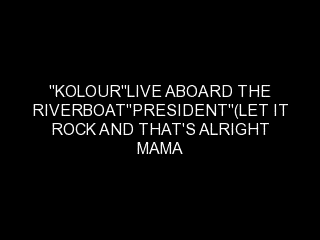 "KOLOUR"LIVE ABOARD THE
RIVERBOAT"PRESIDENT"(LET IT
ROCK AND THAT'S ALRIGHT
MAMA